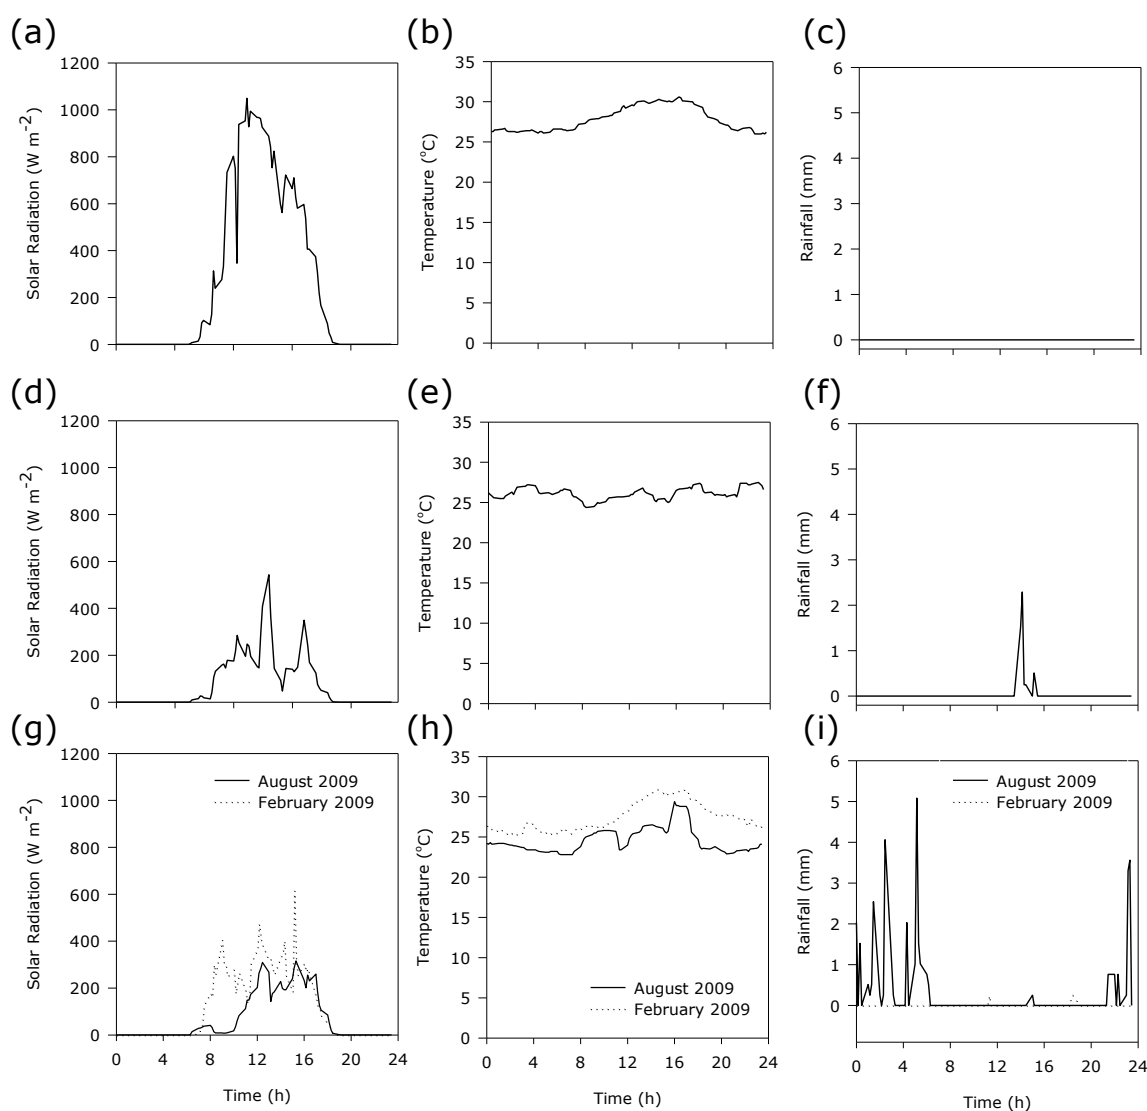 (a)
(b)
(c)
1200
1000
800
600
400
200
0
Solar Radiation (W m-2)
35
30
25
20
15
10
5
0
Temperature (oC)
6
5
4
3
2
1
0
Rainfall (mm)
(d)
(e)
(f)
1200
1000
800
600
400
200
0
Solar Radiation (W m-2)
35
30
25
20
15
10
5
0
Temperature (oC)
6
5
4
3
2
1
0
Rainfall (mm)
(g)
(h)
(i)
1200
1000
800
600
400
200
0
Solar Radiation (W m-2)
August 2009
February 2009
0 4 8 12 16 20 24
Time (h)
35
30
25
20
15
10
5
0
Temperature (oC)
August 2009
February 2009
0 4 8 12 16 20 24
Time (h)
6
5
4
3
2
1
0
Rainfall (mm)
August 2009
February 2009
0 4 8 12 16 20 24
Time (h)